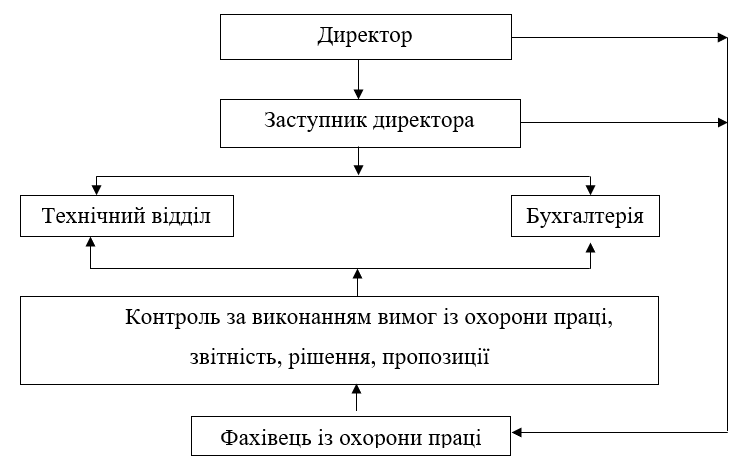 Директор
Заступник директора
Технічний відділ
Бухгалтерія
Контроль за виконанням вимог із охорони праці,
звітність, рішення, пропозиції
Фахівець із охорони праці